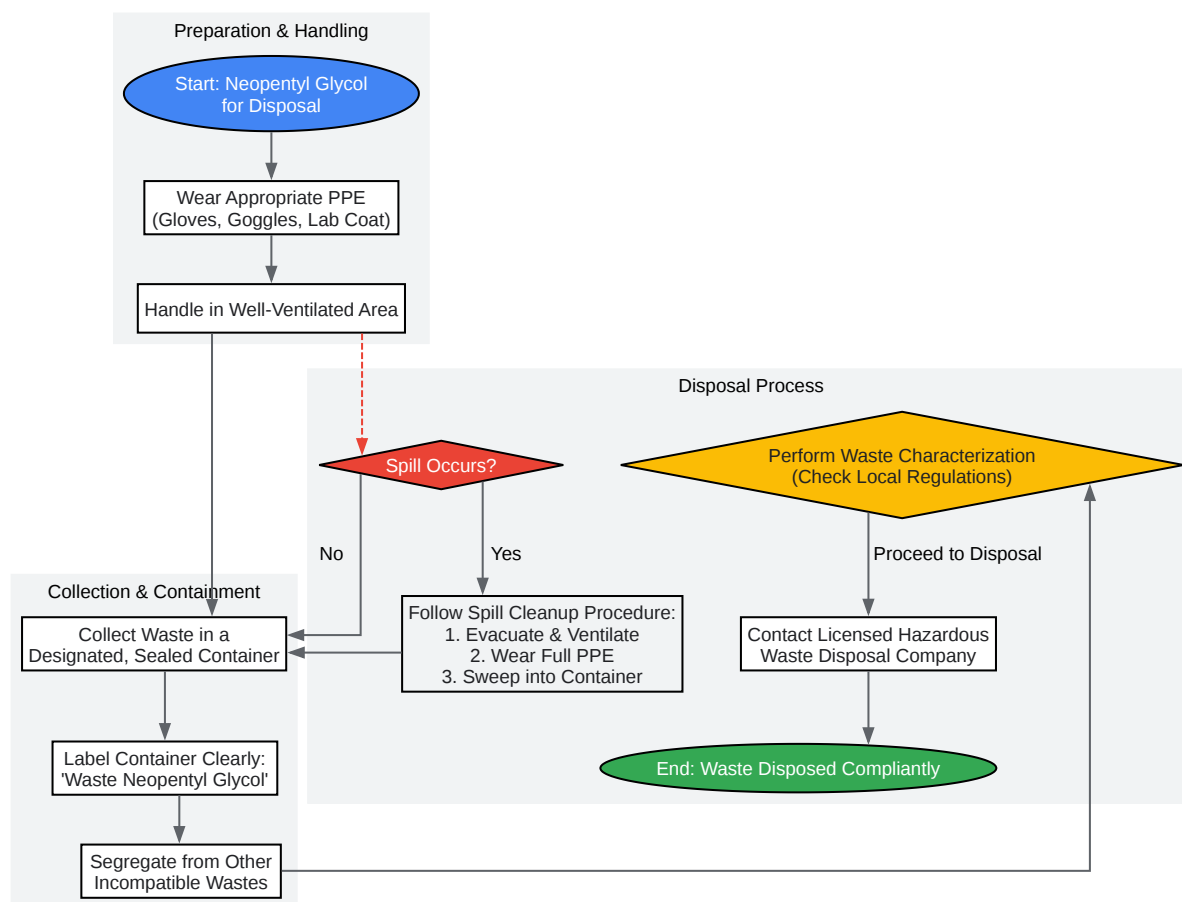 Preparation & Handling
Start: Neopentyl Glycol
for Disposal
Wear Appropriate PPE
(Gloves, Goggles, Lab Coat)
Handle in Well-Ventilated Area
Disposal Process
Spill Occurs?
Perform Waste Characterization
(Check Local Regulations)
No
Yes
Proceed to Disposal
Collection & Containment
Collect Waste in a
Designated, Sealed Container
Follow Spill Cleanup Procedure:
1. Evacuate & Ventilate
2. Wear Full PPE
3. Sweep into Container
Contact Licensed Hazardous
Waste Disposal Company
Label Container Clearly:
'Waste Neopentyl Glycol'
End: Waste Disposed Compliantly
Segregate from Other
Incompatible Wastes